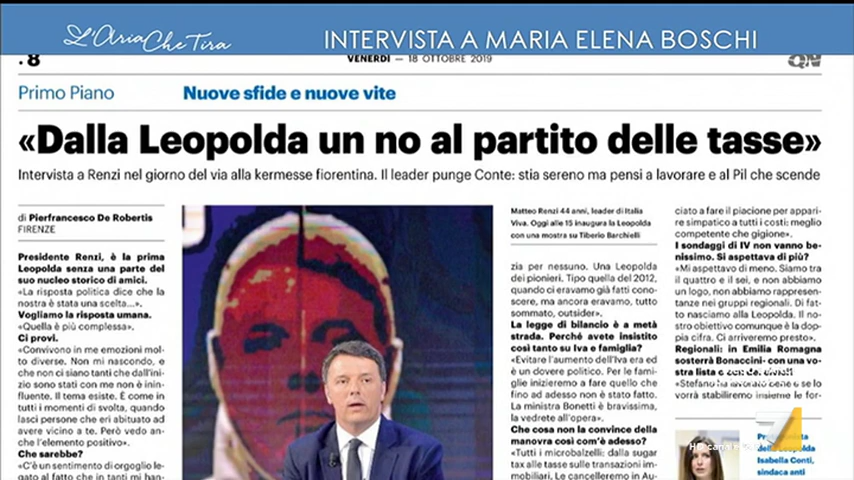 L'Aria Che Tira
INTERVISTA A MARIA ELENA BOSCHI
.8
VENERDÌ — 18 OTTOBRE 2019
QN
Primo Piano
Nuove sfide e nuove vite
«Dalla Leopolda un no al partito delle tasse»
Intervista a Renzi nel giorno del via alla kermesse fiorentina. Il leader punge Conte: stia sereno ma pensi a lavorare e al Pil che scende
di Pierfrancesco De Robertis
FIRENZE
Presidente Renzi, è la prima
Leopolda senza una parte del
suo nucleo storico di amici.
«La risposta politica dice che la
nostra è stata una scelta...».
Vogliamo la risposta umana.
«Quella è più complessa».
Ci provi.
«Convivono in me emozioni mol-
to diverse. Non mi nascondo, e
che non ci siano tanti che dall'ini-
zio sono stati con me non è inin-
fluente. Il tema esiste. È come in
tutti i momenti di svolta, quando
lasci persone che eri abituato ad
avere vicino a te. Però vedo an-
che l'elemento positivo».
Che sarebbe?
«C'è un sentimento di orgoglio le-
gato al fatto che in tanti mi han-
Matteo Renzi 44 anni, leader di Italia
Viva. Oggi alle 15 inaugura la Leopolda
con una mostra su Tiberio Barchielli
zia per nessuno. Una Leopolda
dei pionieri. Tipo quella del 2012,
quando ci eravamo già fatti cono-
scere, ma ancora eravamo, tutto
sommato, outsider».
La legge di bilancio è a metà
strada. Perché avete insistito
così tanto su Iva e famiglia?
«Evitare l'aumento dell'Iva era ed
è un dovere politico. Per le fami-
glie inizieremo a fare quello che
fino ad adesso non è stato fatto.
La ministra Bonetti è bravissima,
la vedrete all'opera».
Che cosa non la convince della
manovra così com'è adesso?
«Tutti i microbalzelli: dalla sugar
tax alle tasse sulle transazioni im-
mobiliari. Le cancelleremo in Au-
ciato a fare il piacione per appari-
re simpatico a tutti i costi: meglio
competente che gigione».
I sondaggi di IV non vanno be-
nissimo. Si aspettava di più?
«Mi aspettavo di meno. Siamo tra
il quattro e il sei, e non abbiamo
un logo, non abbiamo rappresen-
tanze nei gruppi regionali. Di fat-
to nasciamo alla Leopolda. Il no-
stro obiettivo comunque è la dop-
pia cifra. Ci arriveremo presto».
Regionali: in Emilia Romagna
sosterrà Bonaccini con una vo-
stra lista o
«Stefano ha lavorato bene e se lo
vorrà stabiliremo insieme le for-
Isabella Conti,
sindaca anti